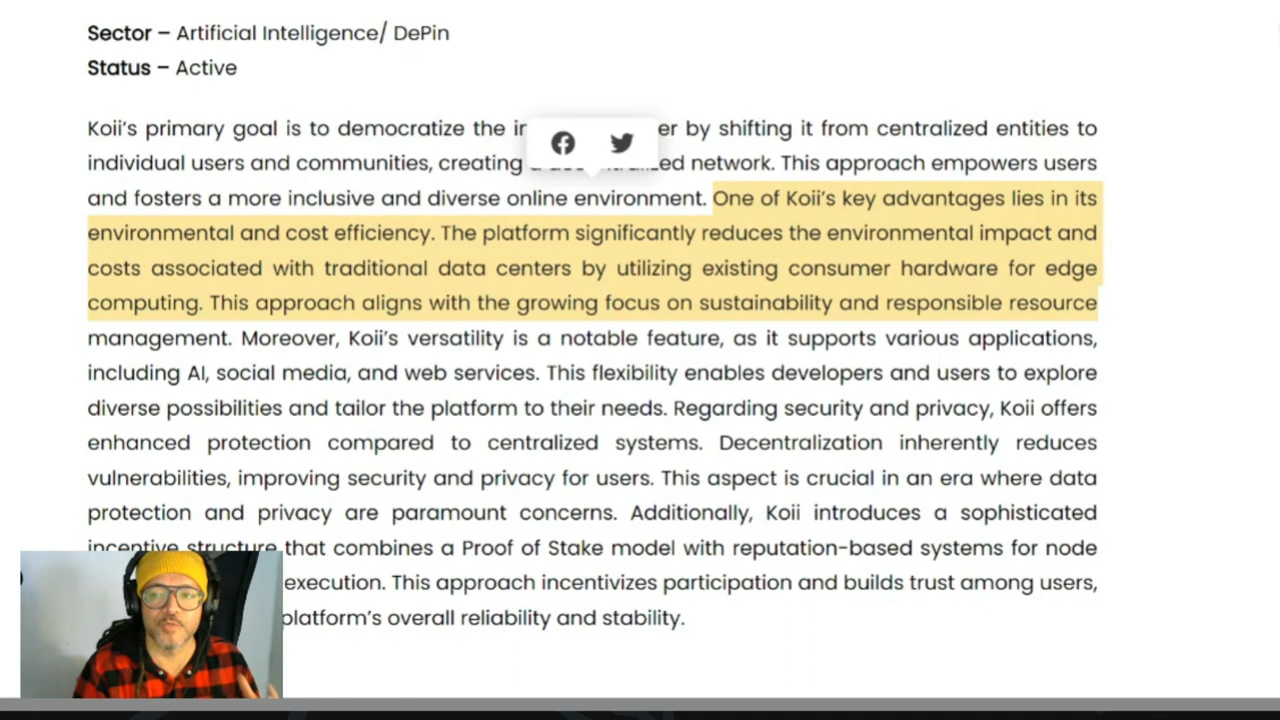 Sector – Artificial Intelligence/ DePin
Status – Active
Koii's primary goal is to democratize the er by shifting it from centralized entities to
individual users and communities, creating network. This approach empowers users
and fosters a more inclusive and diverse online environment. One of Koii's key advantages lies in its
environmental and cost efficiency. The platform significantly reduces the environmental impact and
costs associated with traditional data centers by utilizing existing consumer hardware for edge
computing. This approach aligns with the growing focus on sustainability and responsible resource
management. Moreover, Koii's versatility is a notable feature, as it supports various applications,
including AI, social media, and web services. This flexibility enables developers and users to explore
diverse possibilities and tailor the platform to their needs. Regarding security and privacy, Koii offers
enhanced protection compared to centralized systems. Decentralization inherently reduces
vulnerabilities, improving security and privacy for users. This aspect is crucial in an era where data
protection and privacy are paramount concerns. Additionally, Koii introduces a sophisticated
incentive structure that combines a Proof of Stake model with reputation-based systems for node
execution. This approach incentivizes participation and builds trust among users,
platform's overall reliability and stability.